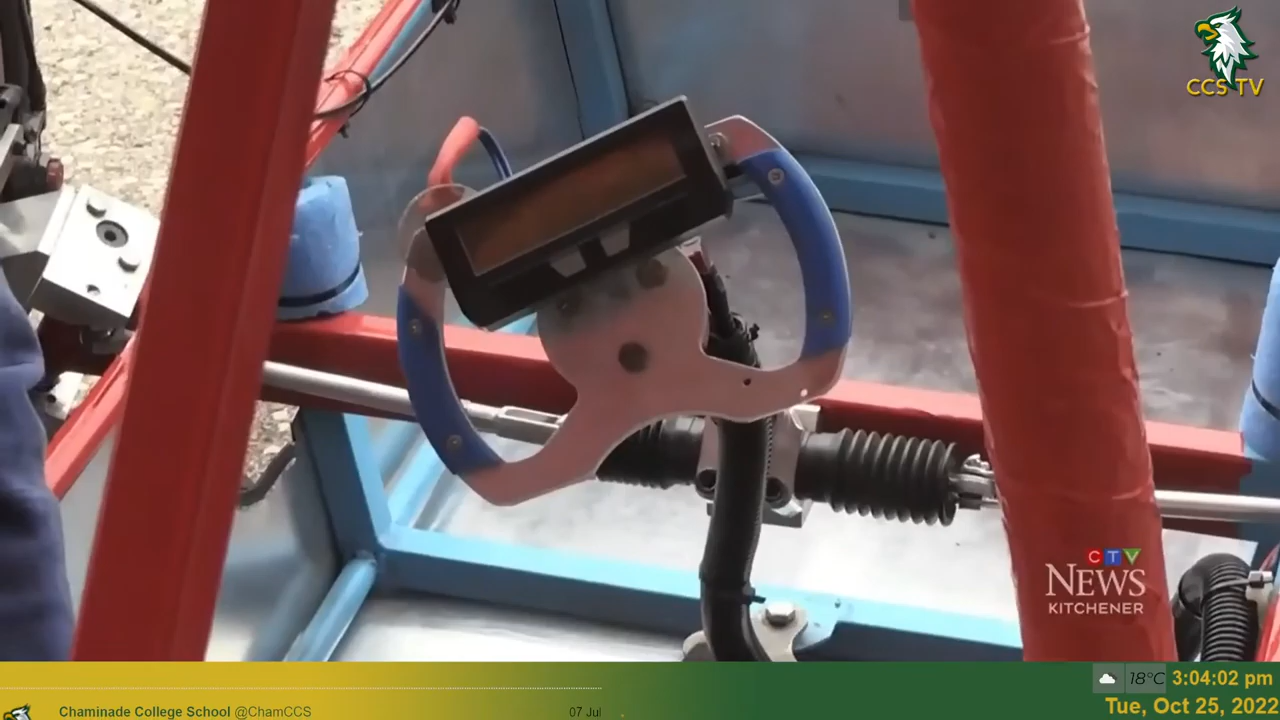 CCS TV
CTV
NEWS
KITCHENER
18°C
3:04:02 pm
Tue, Oct 25, 2022
Chaminade College School @ChamCCS
07 Jul